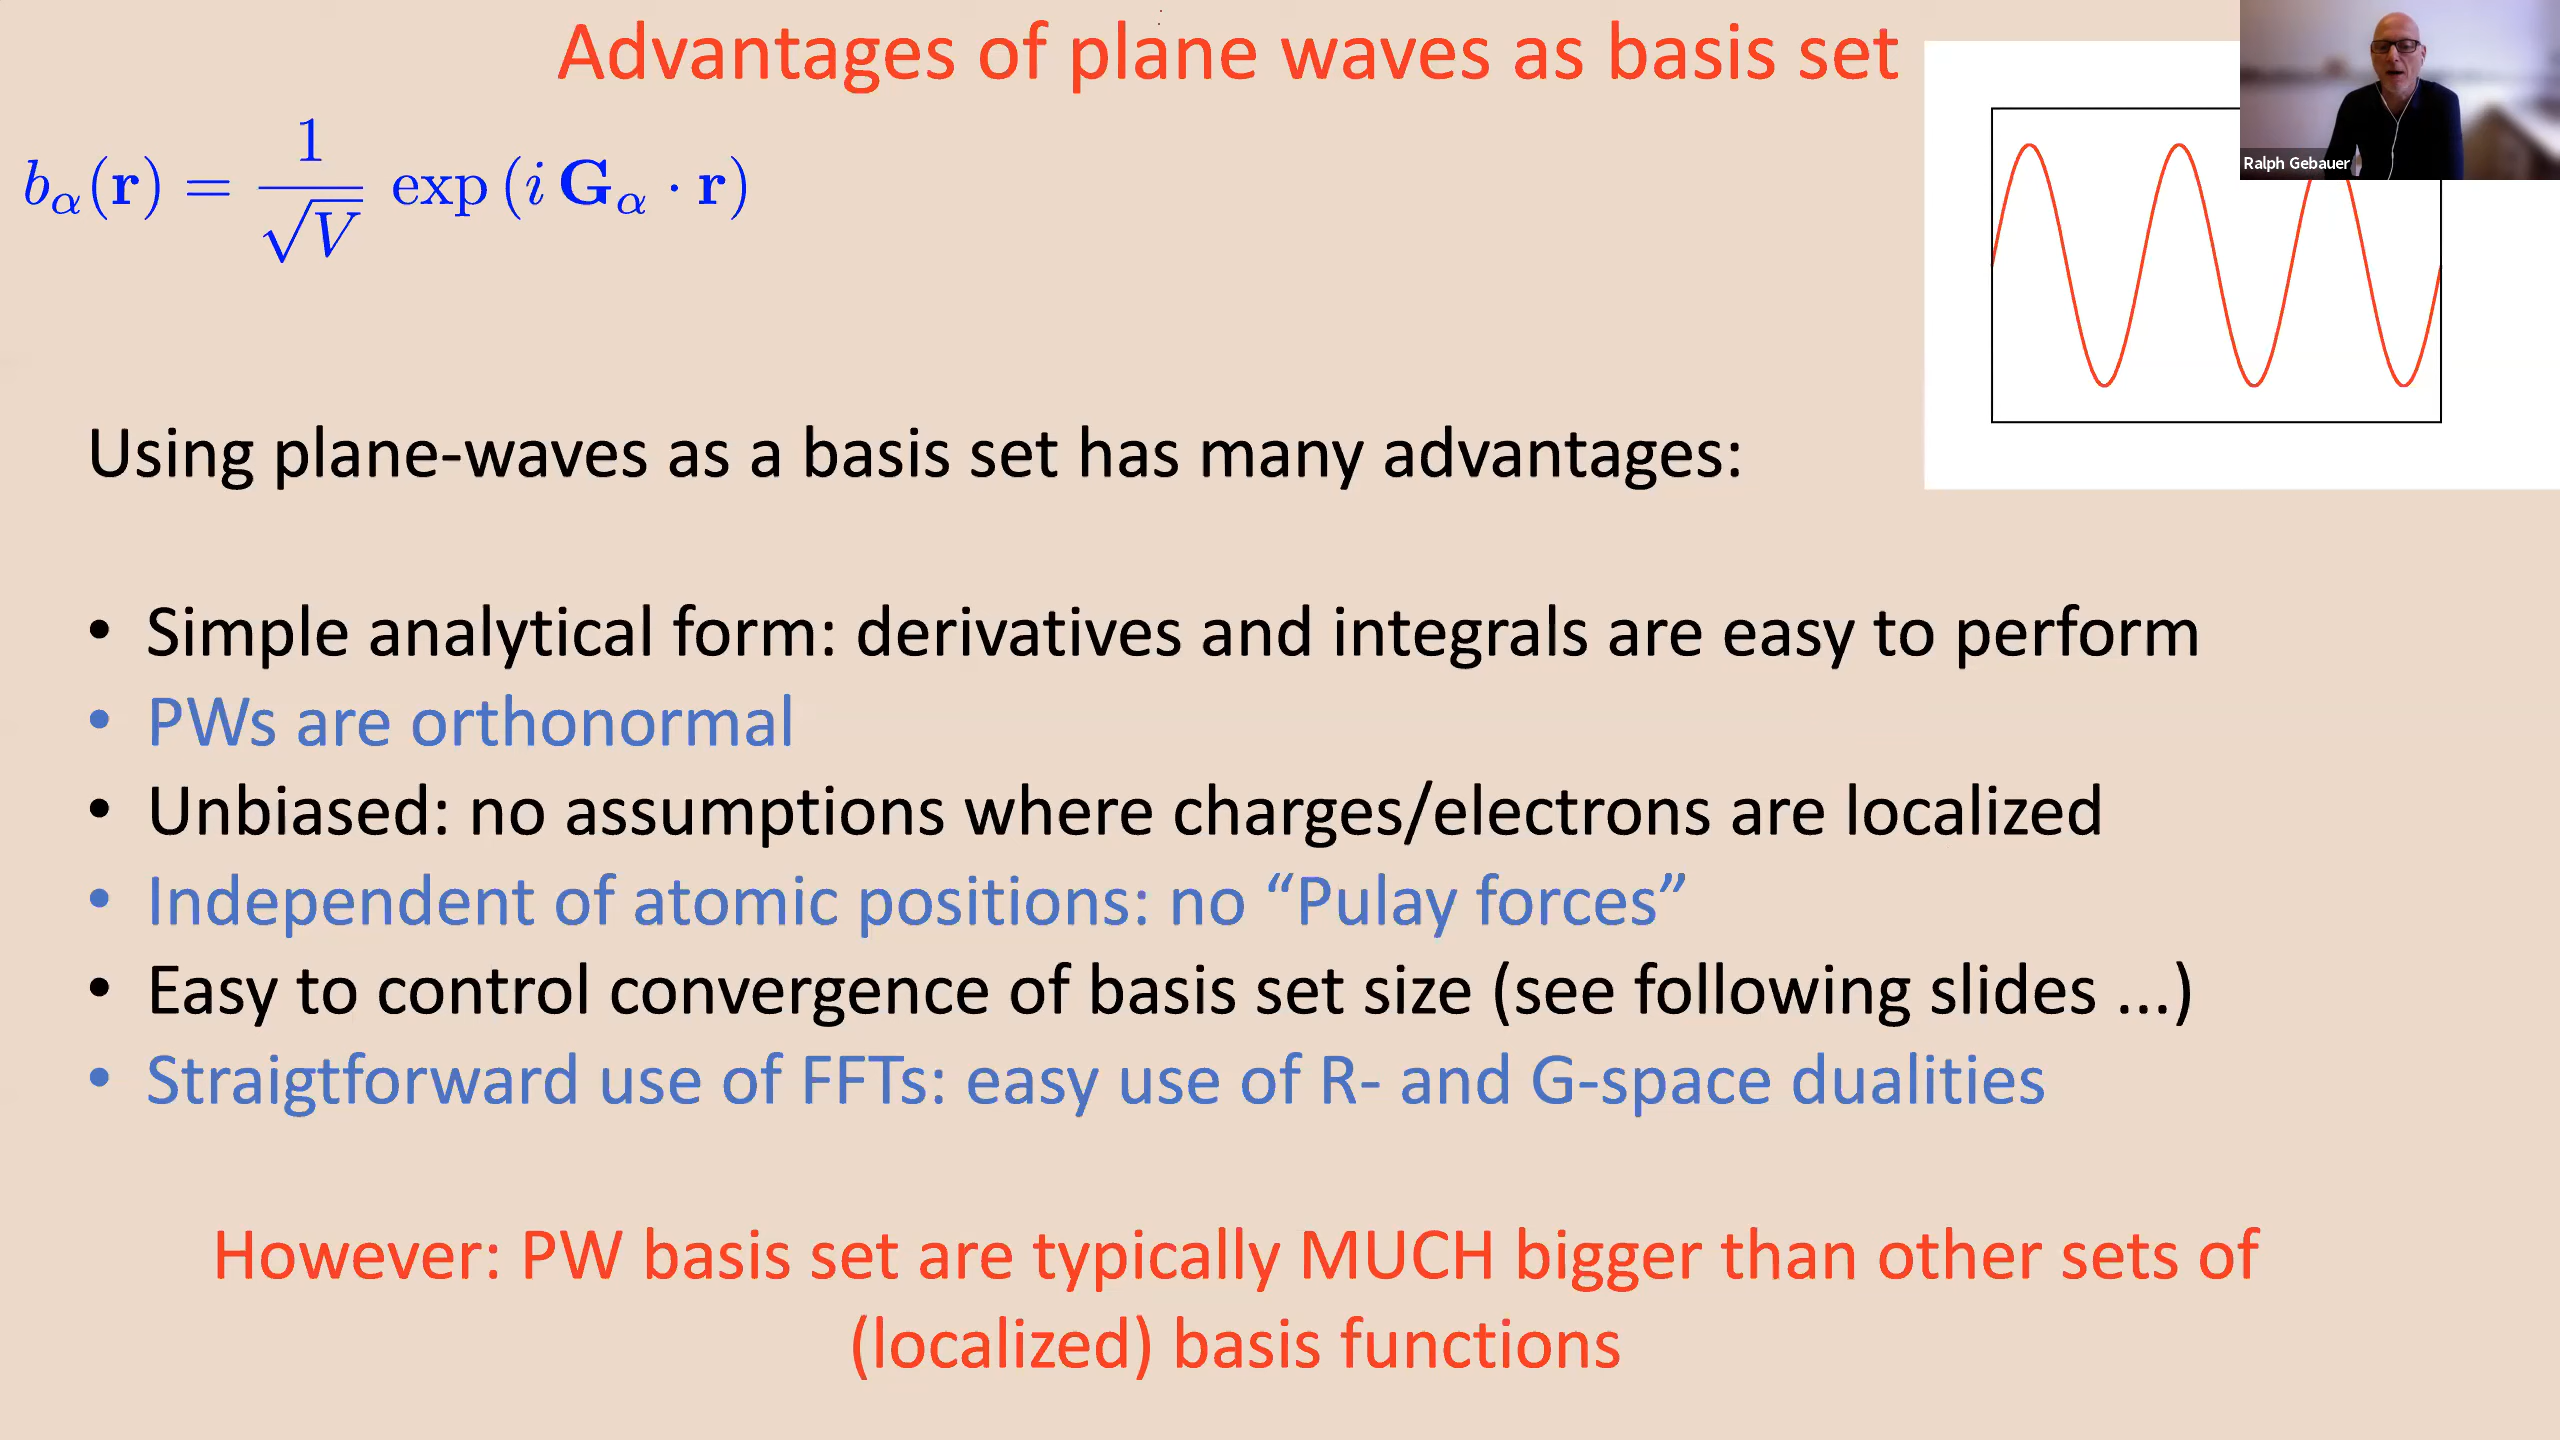 Advantages of plane waves as basis set
Ralph Gebauer
b_α(r) = 1/√V exp (i G_α · r)
Using plane-waves as a basis set has many advantages:
• Simple analytical form: derivatives and integrals are easy to perform
• PWs are orthonormal
• Unbiased: no assumptions where charges/electrons are localized
• Independent of atomic positions: no “Pulay forces”
• Easy to control convergence of basis set size (see following slides ...)
• Straigtforward use of FFTs: easy use of R- and G-space dualities
However: PW basis set are typically MUCH bigger than other sets of
(localized) basis functions